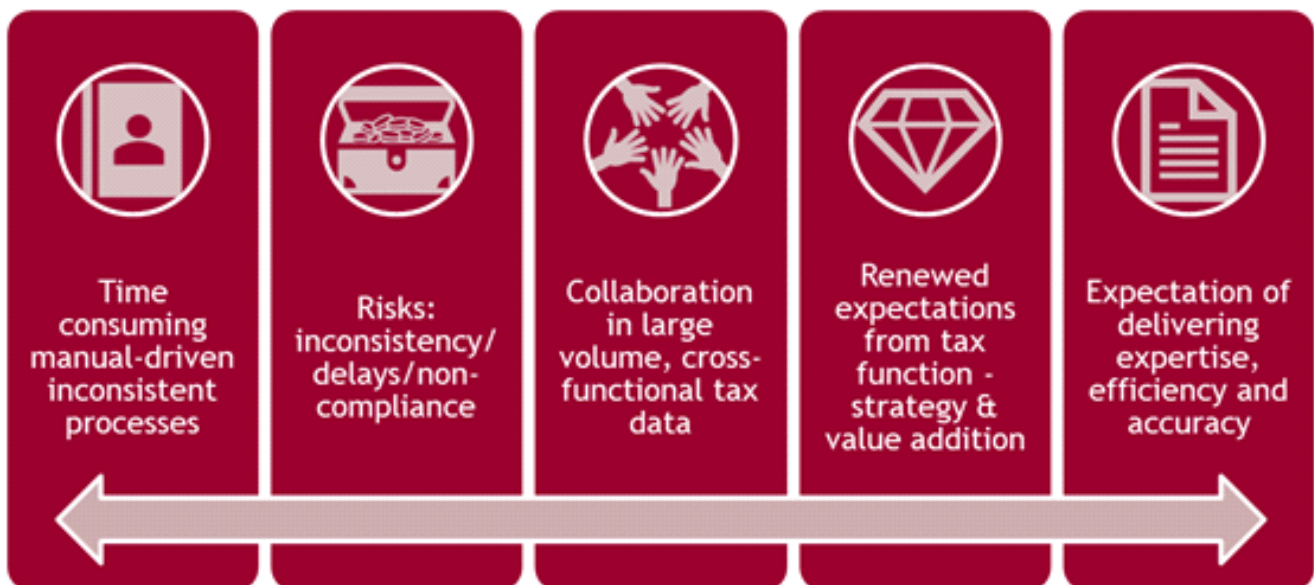 Time
consuming
manual-driven
inconsistent
processes
Risks:
inconsistency/
delays/non-
compliance
Collaboration
in large
volume, cross-
functional tax
data
Renewed
expectations
from tax
function -
strategy &
value addition
Expectation of
delivering
expertise,
efficiency and
accuracy